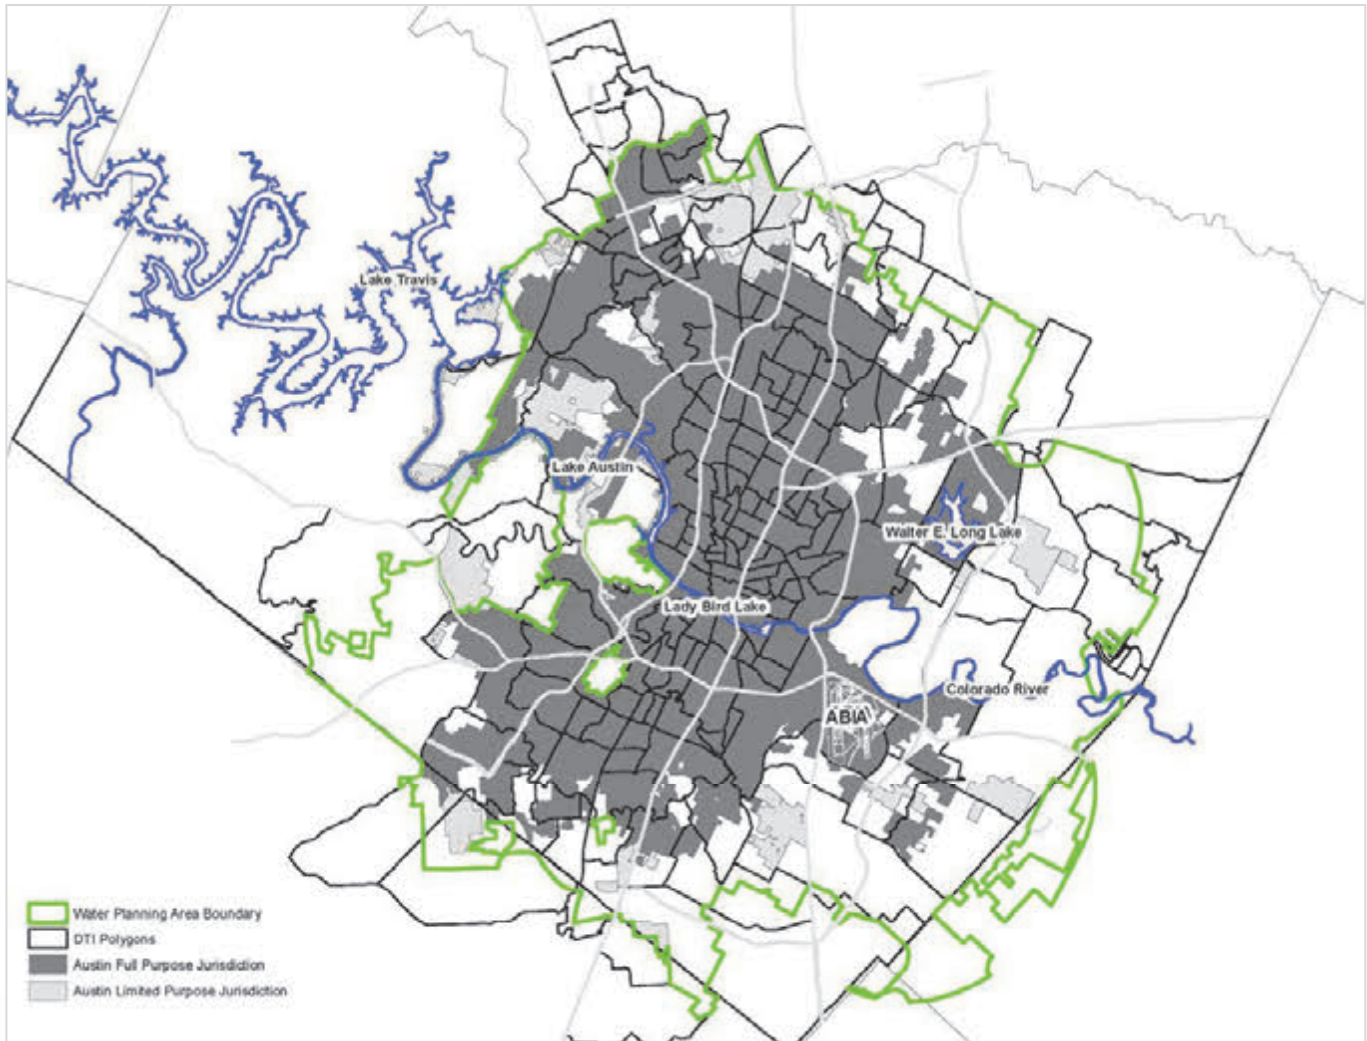 Lake Travis
Lake Austin
Walter E. Long Lake
Lady Bird Lake
Colorado River
ABIA
Water Planning Area Boundary
DTI Polygons
Austin Full Purpose Jurisdiction
Austin Limited Purpose Jurisdiction